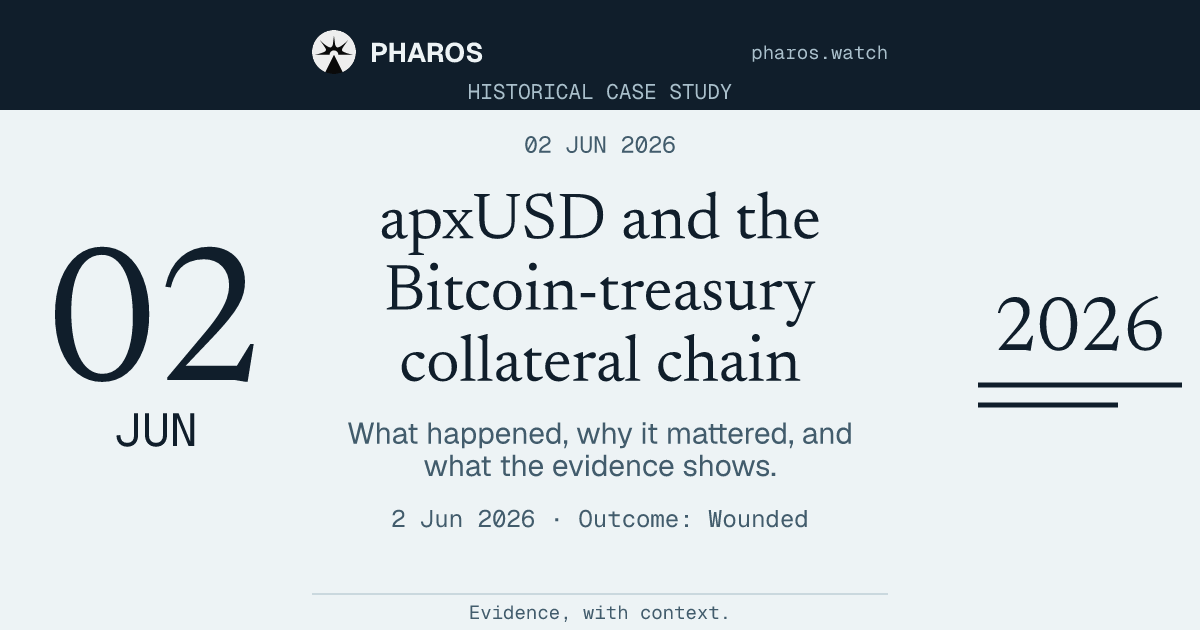 PHAROS
pharos.watch
HISTORICAL CASE STUDY
02 JUN 2026
apxUSD and the
Bitcoin-treasury
collateral chain
02
JUN
2026
What happened, why it mattered, and
what the evidence shows.
2 Jun 2026 · Outcome: Wounded
Evidence, with context.